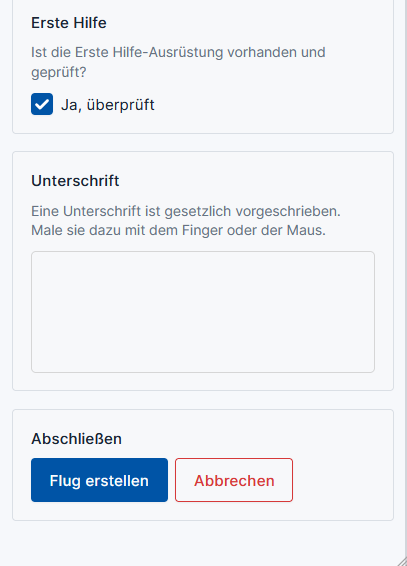 Erste Hilfe
Ist die Erste Hilfe-Ausrüstung vorhanden und
geprüft?
Ja, überprüft
Unterschrift
Eine Unterschrift ist gesetzlich vorgeschrieben.
Male sie dazu mit dem Finger oder der Maus.
Abschließen
Flug erstellen
Abbrechen